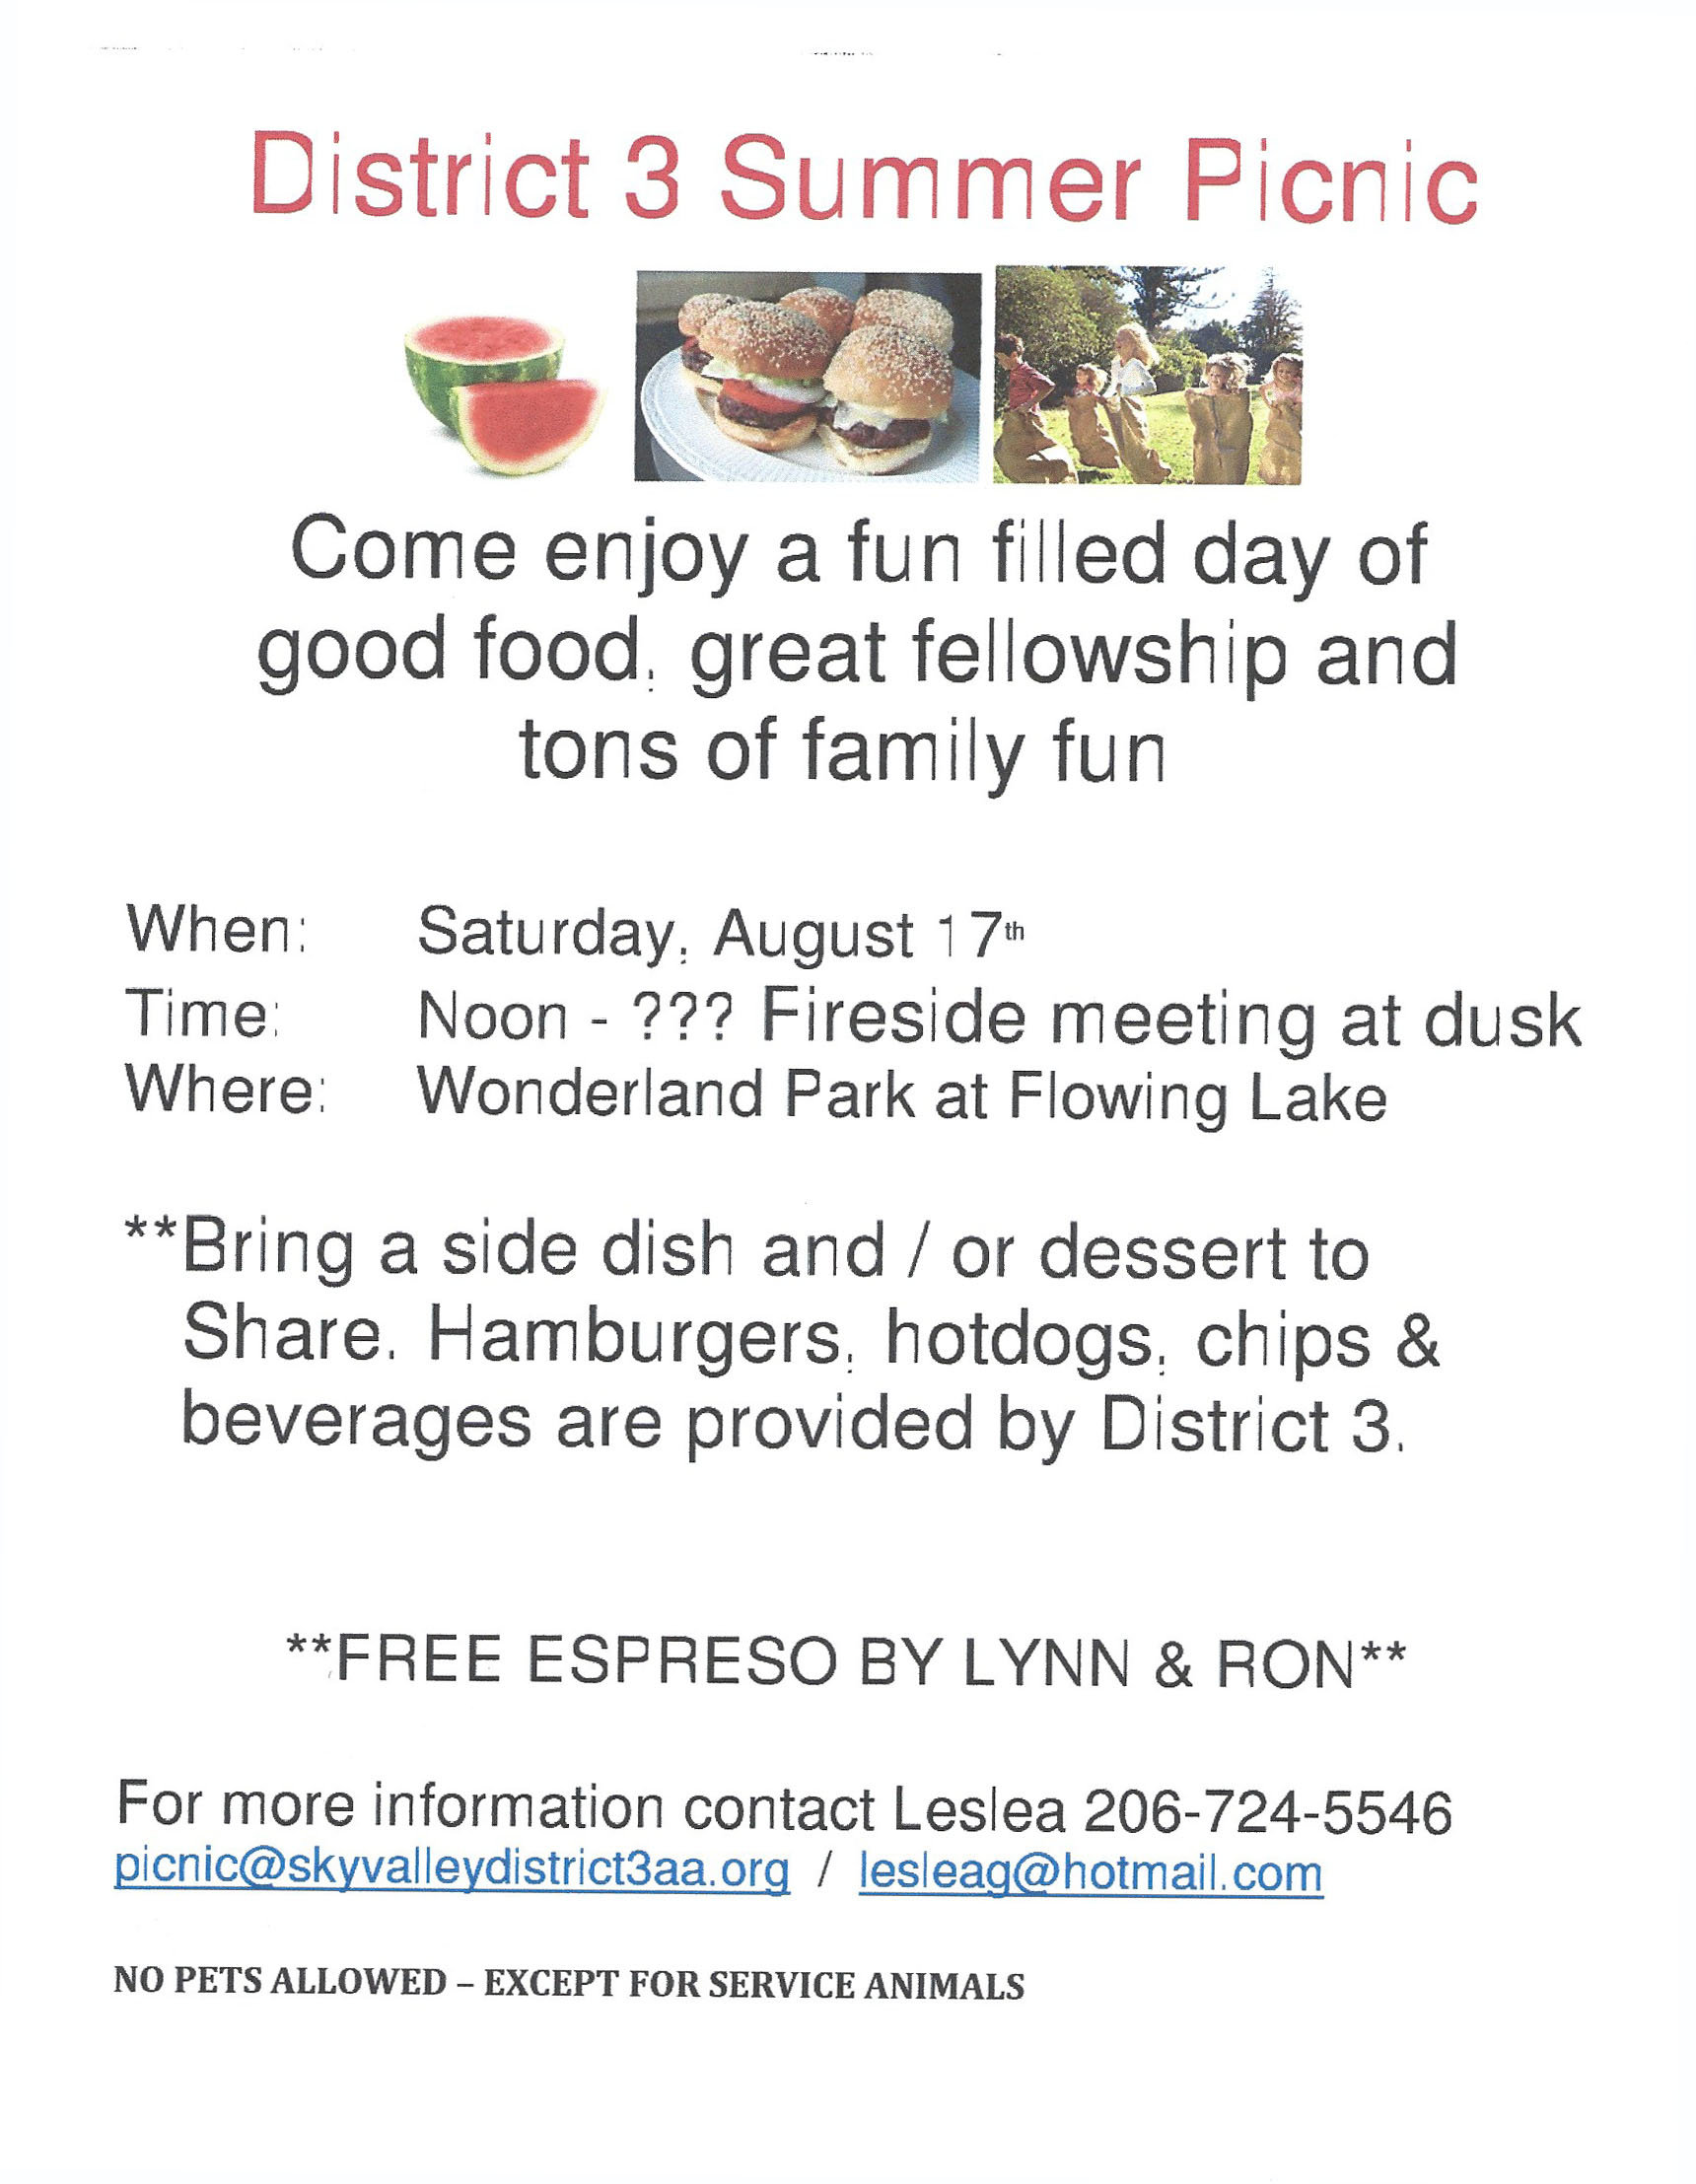 District 3 Summer Picnic
Come enjoy a fun filled day of
good food, great fellowship and
tons of family fun
When: Saturday, August 17th
Time: Noon - ??? Fireside meeting at dusk
Where: Wonderland Park at Flowing Lake
**Bring a side dish and / or dessert to
Share. Hamburgers, hotdogs, chips &
beverages are provided by District 3.
**FREE ESPRESO BY LYNN & RON**
For more information contact Leslea 206-724-5546
picnic@skyvalleydistrict3aa.org / lesleag@hotmail.com
NO PETS ALLOWED – EXCEPT FOR SERVICE ANIMALS